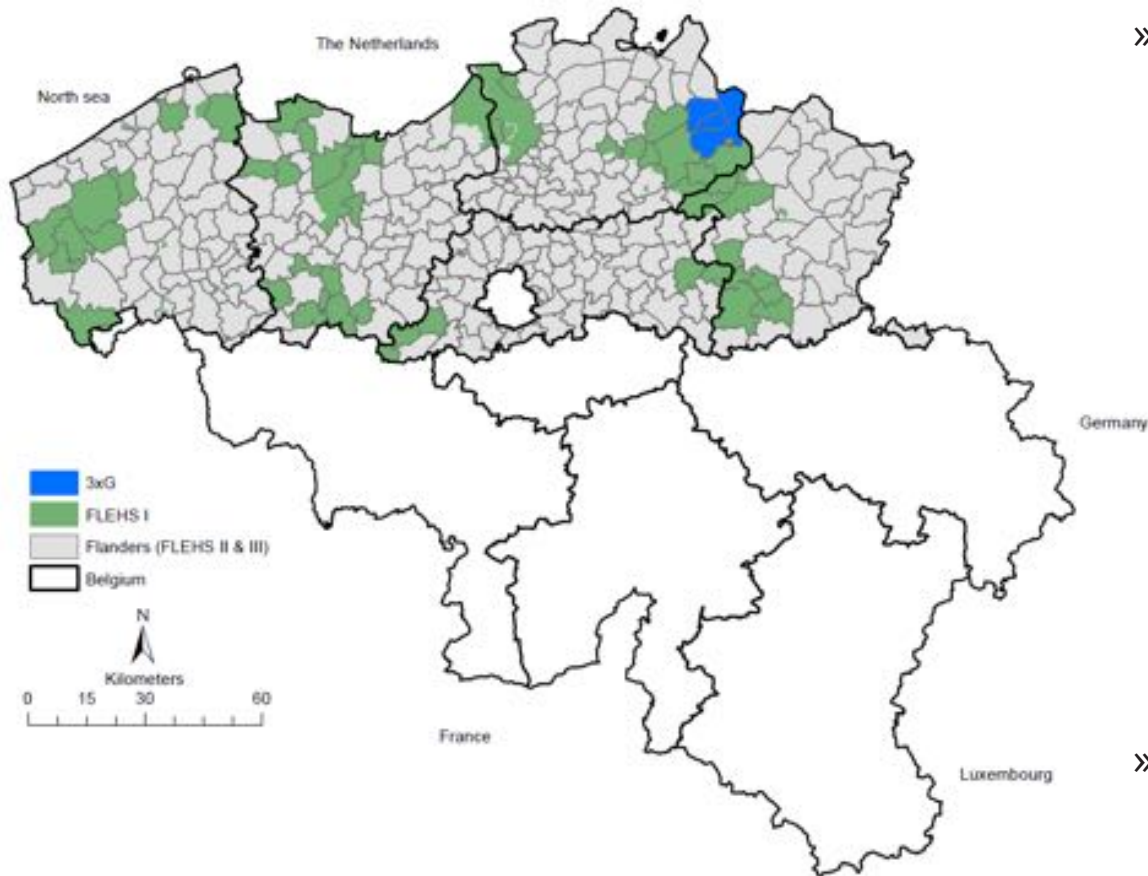 »
The Netherlands
North sea
Germany
3xG
FLEHS I
Flanders (FLEHS II & III)
Belgium
N
Kilometers
0 15 30 60
France
»
Luxembourg